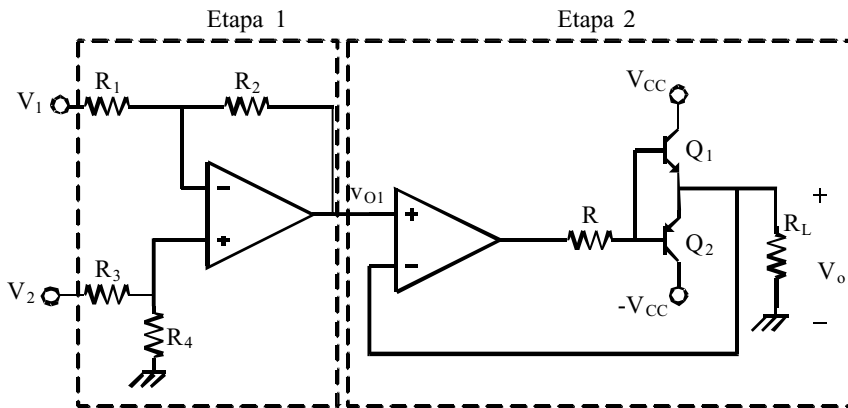 Etapa 1
Etapa 2
R1
R2
V1
VCC
Q1
vO1
R
RL
+
Vo
−
Q2
-VCC
−
+
+
−
R3
V2
R4